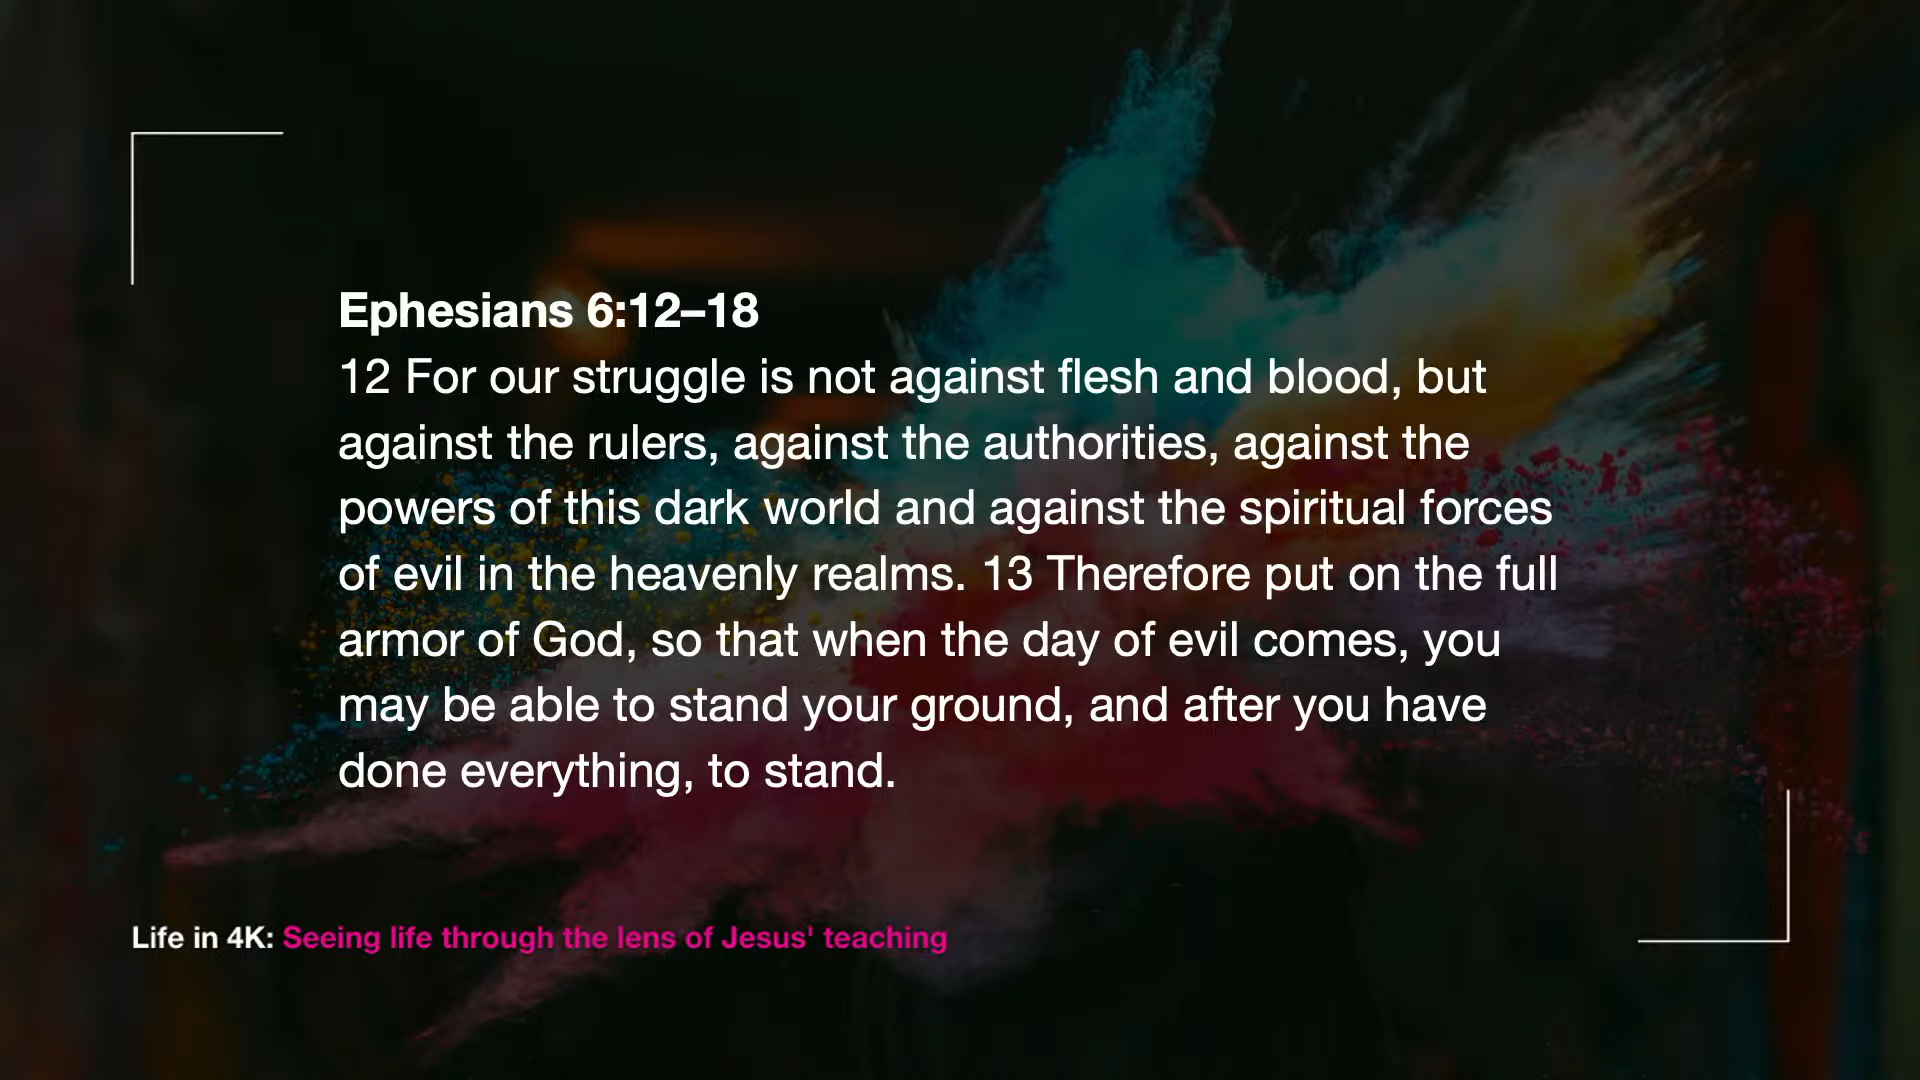 Ephesians 6:12–18
12 For our struggle is not against flesh and blood, but
against the rulers, against the authorities, against the
powers of this dark world and against the spiritual forces
of evil in the heavenly realms. 13 Therefore put on the full
armor of God, so that when the day of evil comes, you
may be able to stand your ground, and after you have
done everything, to stand.
Life in 4K: Seeing life through the lens of Jesus' teaching